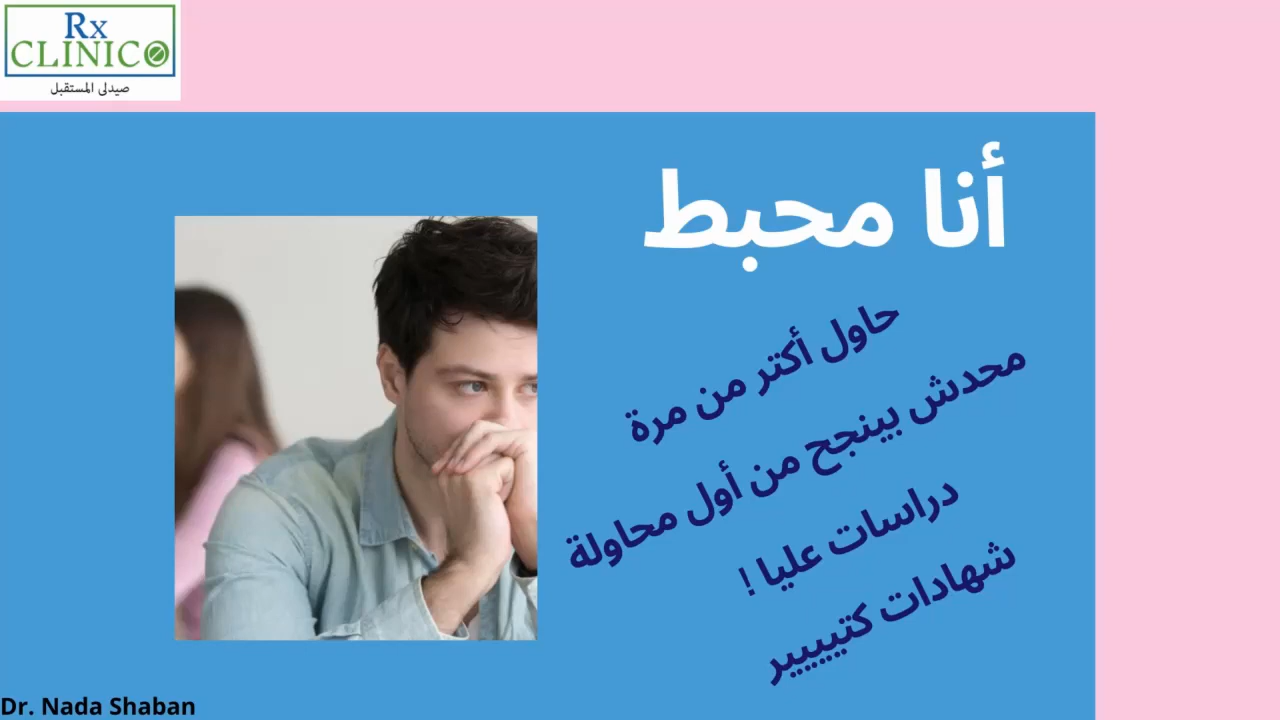 Rx
CLINICO
صيدلى المستقبل
أنا محبط
حاول أكتر من مرة
محدش بينجح من أول محاولة
دراسات عليا !
شهادات كتيييير
Dr. Nada Shaban